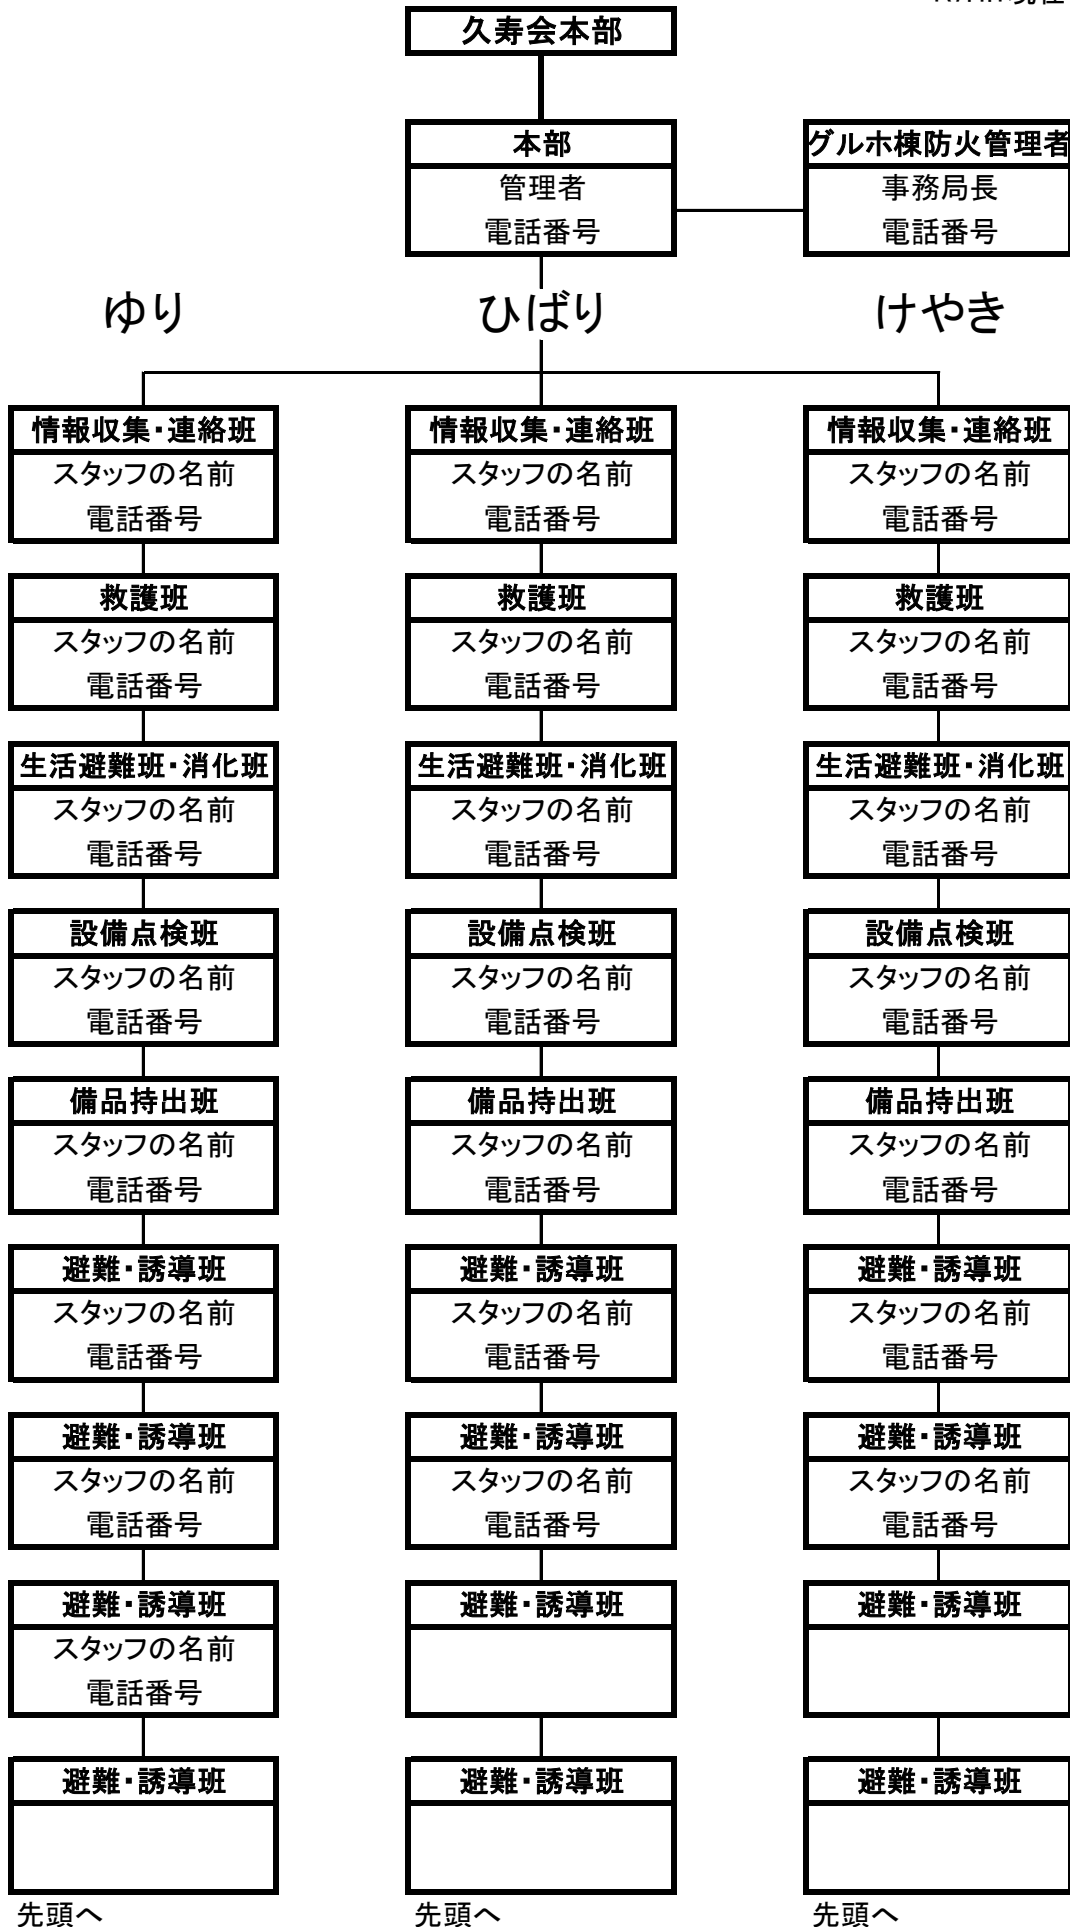 久寿会本部
本部
管理者
電話番号
グルホ棟防火管理者
事務局長
電話番号
ゆり
ひばり
けやき
情報収集・連絡班
スタッフの名前
電話番号
救護班
スタッフの名前
電話番号
生活避難班・消化班
スタッフの名前
電話番号
設備点検班
スタッフの名前
電話番号
備品持出班
スタッフの名前
電話番号
避難・誘導班
スタッフの名前
電話番号
避難・誘導班
スタッフの名前
電話番号
避難・誘導班
スタッフの名前
電話番号
避難・誘導班
先頭へ
情報収集・連絡班
スタッフの名前
電話番号
救護班
スタッフの名前
電話番号
生活避難班・消化班
スタッフの名前
電話番号
設備点検班
スタッフの名前
電話番号
備品持出班
スタッフの名前
電話番号
避難・誘導班
スタッフの名前
電話番号
避難・誘導班
スタッフの名前
電話番号
避難・誘導班
避難・誘導班
先頭へ
情報収集・連絡班
スタッフの名前
電話番号
救護班
スタッフの名前
電話番号
生活避難班・消化班
スタッフの名前
電話番号
設備点検班
スタッフの名前
電話番号
備品持出班
スタッフの名前
電話番号
避難・誘導班
スタッフの名前
電話番号
避難・誘導班
スタッフの名前
電話番号
避難・誘導班
避難・誘導班
先頭へ